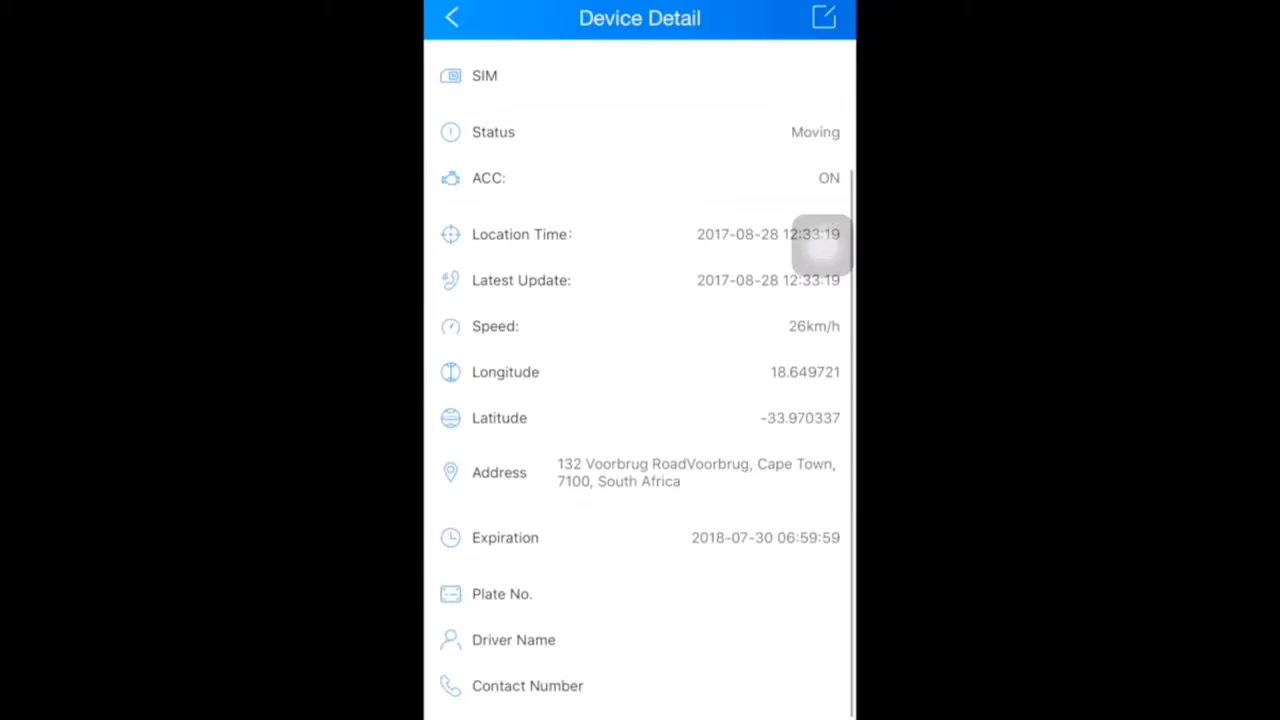 Device Detail
SIM
Status Moving
ACC: ON
Location Time: 2017-08-28 12:33:19
Latest Update: 2017-08-28 12:33:19
Speed: 26km/h
Longitude 18.649721
Latitude -33.970337
Address 132 Voorbrug RoadVoorbrug, Cape Town,
7100, South Africa
Expiration 2018-07-30 06:59:59
Plate No.
Driver Name
Contact Number